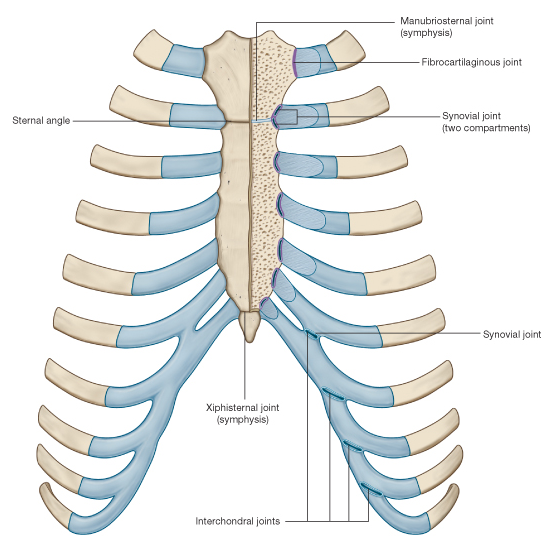 Manubriosternal joint
(symphysis)
Fibrocartilaginous joint
Sternal angle
Synovial joint
(two compartments)
Synovial joint
Xiphisternal joint
(symphysis)
Interchondral joints